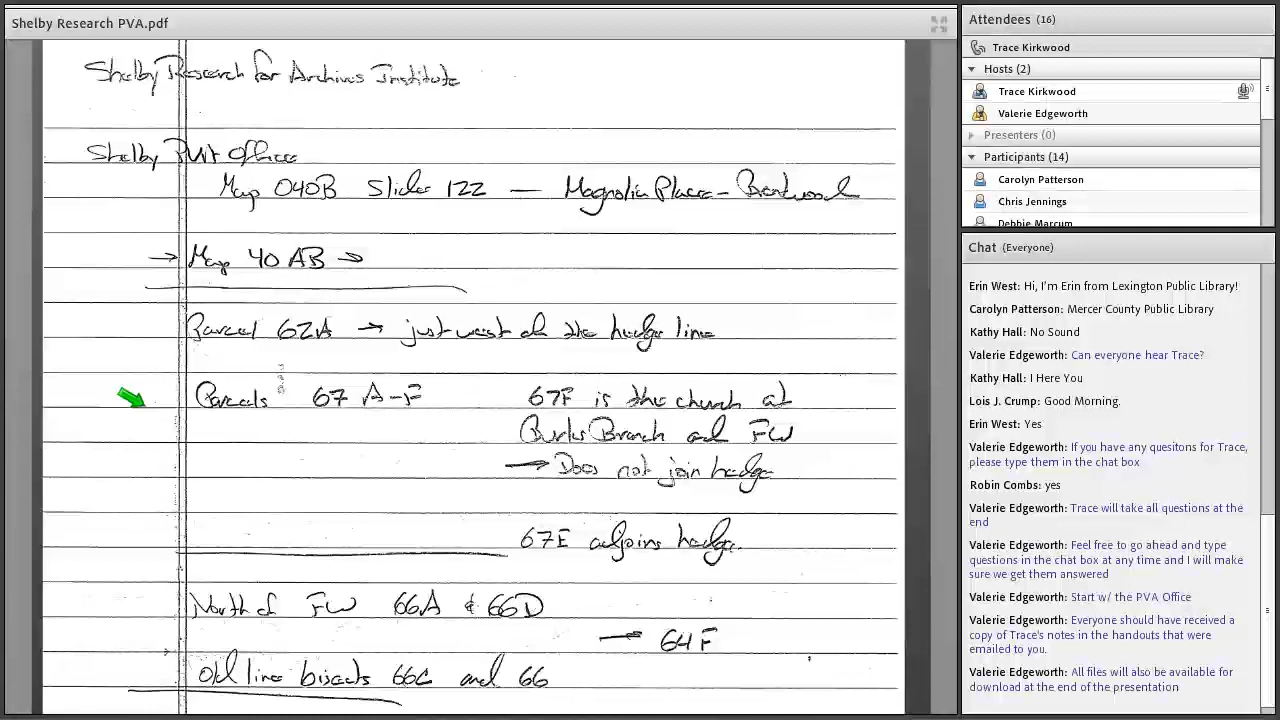 Shelby Research PVA.pdf
Shelby Research for Archives Institute
Shelby PVA Office
Map 040B Slide 122 — Magnolia Place - Brentwood
→ Map 40 AB →
Parcel 62A → just west of the hedge line
Parcels 67 A-F 67F is the church at
Burks Branch and FW
→ Does not join hedge
67E adjoins hedge.
North of FW 66A & 66D
→ 64F
Old line bisects 66C and 66
Attendees (16)
Trace Kirkwood
Hosts (2)
Trace Kirkwood
Valerie Edgeworth
Presenters (0)
Participants (14)
Carolyn Patterson
Chris Jennings
Debbie Marcum
Chat (Everyone)
Erin West: Hi, I'm Erin from Lexington Public Library!
Carolyn Patterson: Mercer County Public Library
Kathy Hall: No Sound
Valerie Edgeworth: Can everyone hear Trace?
Kathy Hall: I Here You
Lois J. Crump: Good Morning.
Erin West: Yes
Valerie Edgeworth: If you have any quesitons for Trace,
please type them in the chat box
Robin Combs: yes
Valerie Edgeworth: Trace will take all questions at the
end
Valerie Edgeworth: Feel free to go ahead and type
questions in the chat box at any time and I will make
sure we get them answered
Valerie Edgeworth: Start w/ the PVA Office
Valerie Edgeworth: Everyone should have received a
copy of Trace's notes in the handouts that were
emailed to you.
Valerie Edgeworth: All files will also be available for
download at the end of the presentation